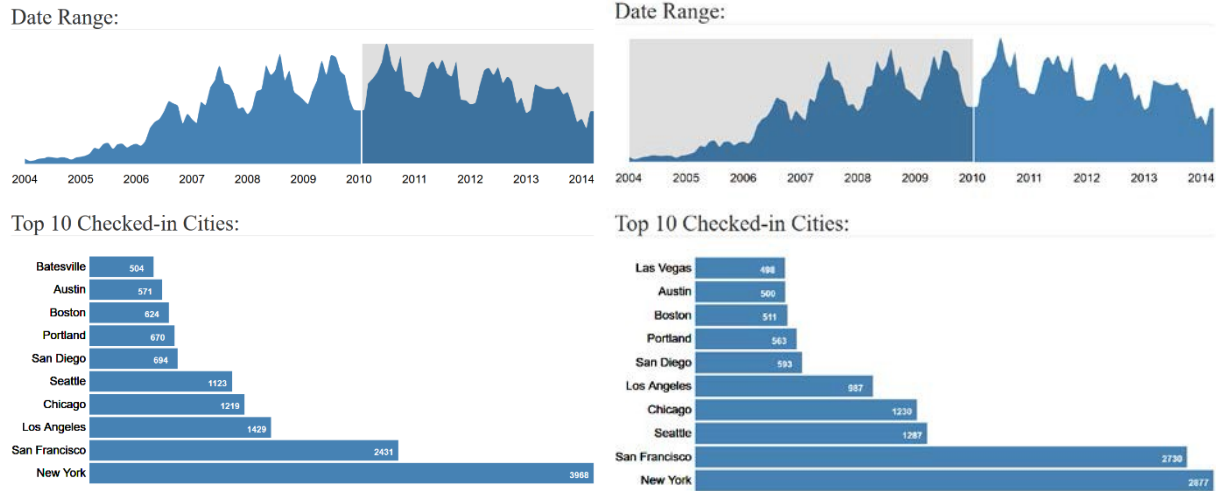 Date Range:
2004 2005 2006 2007 2008 2009 2010 2011 2012 2013 2014
Top 10 Checked-in Cities:
Batesville 504
Austin 571
Boston 624
Portland 670
San Diego 694
Seattle 1123
Chicago 1219
Los Angeles 1429
San Francisco 2431
New York 3988
Date Range:
2004 2005 2006 2007 2008 2009 2010 2011 2012 2013 2014
Top 10 Checked-in Cities:
Las Vegas 498
Austin 500
Boston 511
Portland 563
San Diego 593
Los Angeles 987
Chicago 1230
Seattle 1287
San Francisco 2730
New York 2877